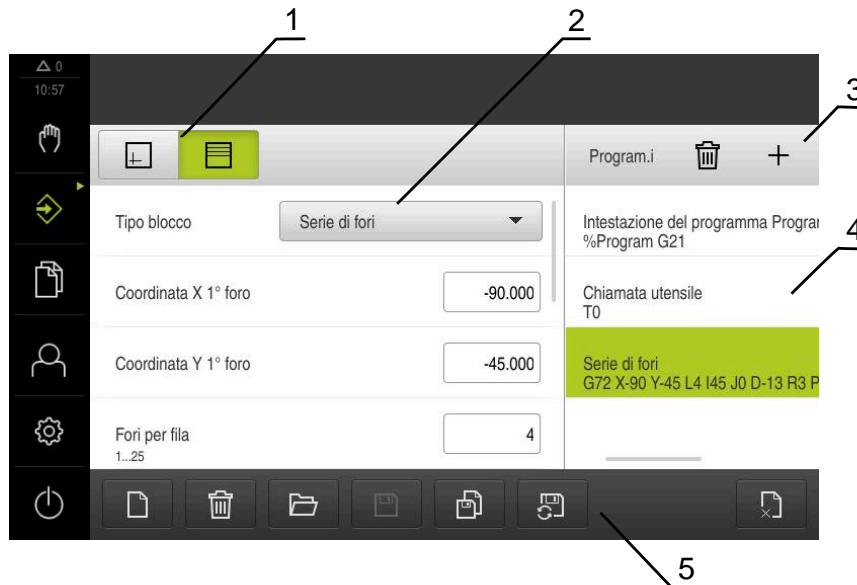 1
2
3
△ 0
10:57
Program.i
Tipo blocco
Serie di fori
Intestazione del programma Progra
%Program G21
4
Coordinata X 1° foro
-90.000
Chiamata utensile
T0
Coordinata Y 1° foro
-45.000
Serie di fori
G72 X-90 Y-45 L4 I45 J0 D-13 R3 P
Fori per fila
1...25
4
5